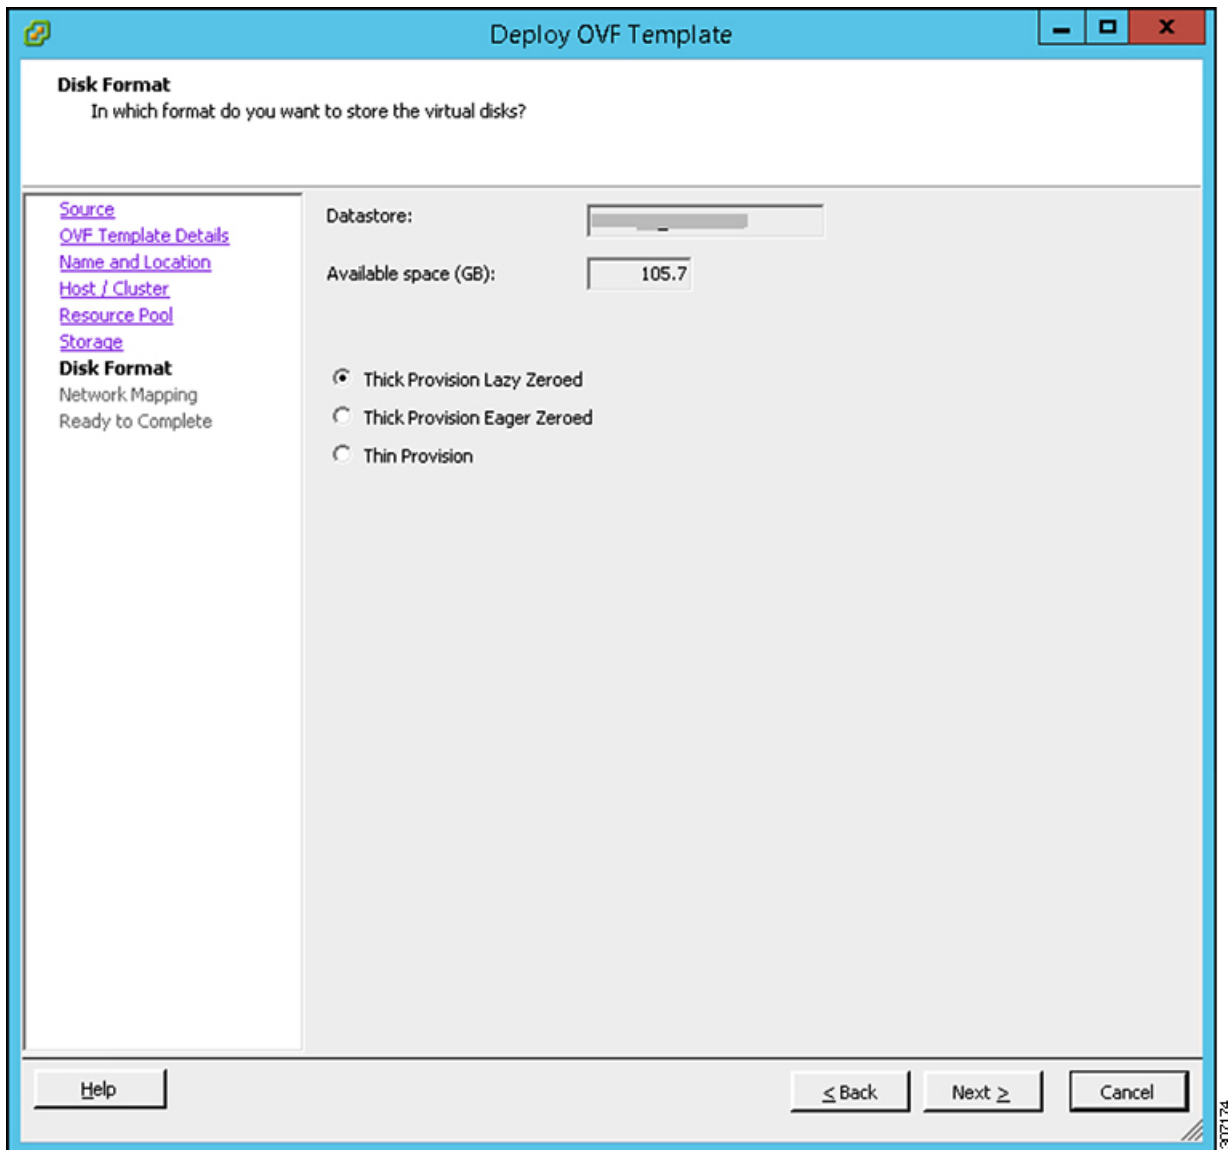 Deploy OVF Template
Disk Format
In which format do you want to store the virtual disks?
Source
OVF Template Details
Name and Location
Host / Cluster
Resource Pool
Storage
Disk Format
Network Mapping
Ready to Complete
Datastore:
Available space (GB):
105.7
Thick Provision Lazy Zeroed
Thick Provision Eager Zeroed
Thin Provision
Help
< Back
Next >
Cancel
307174